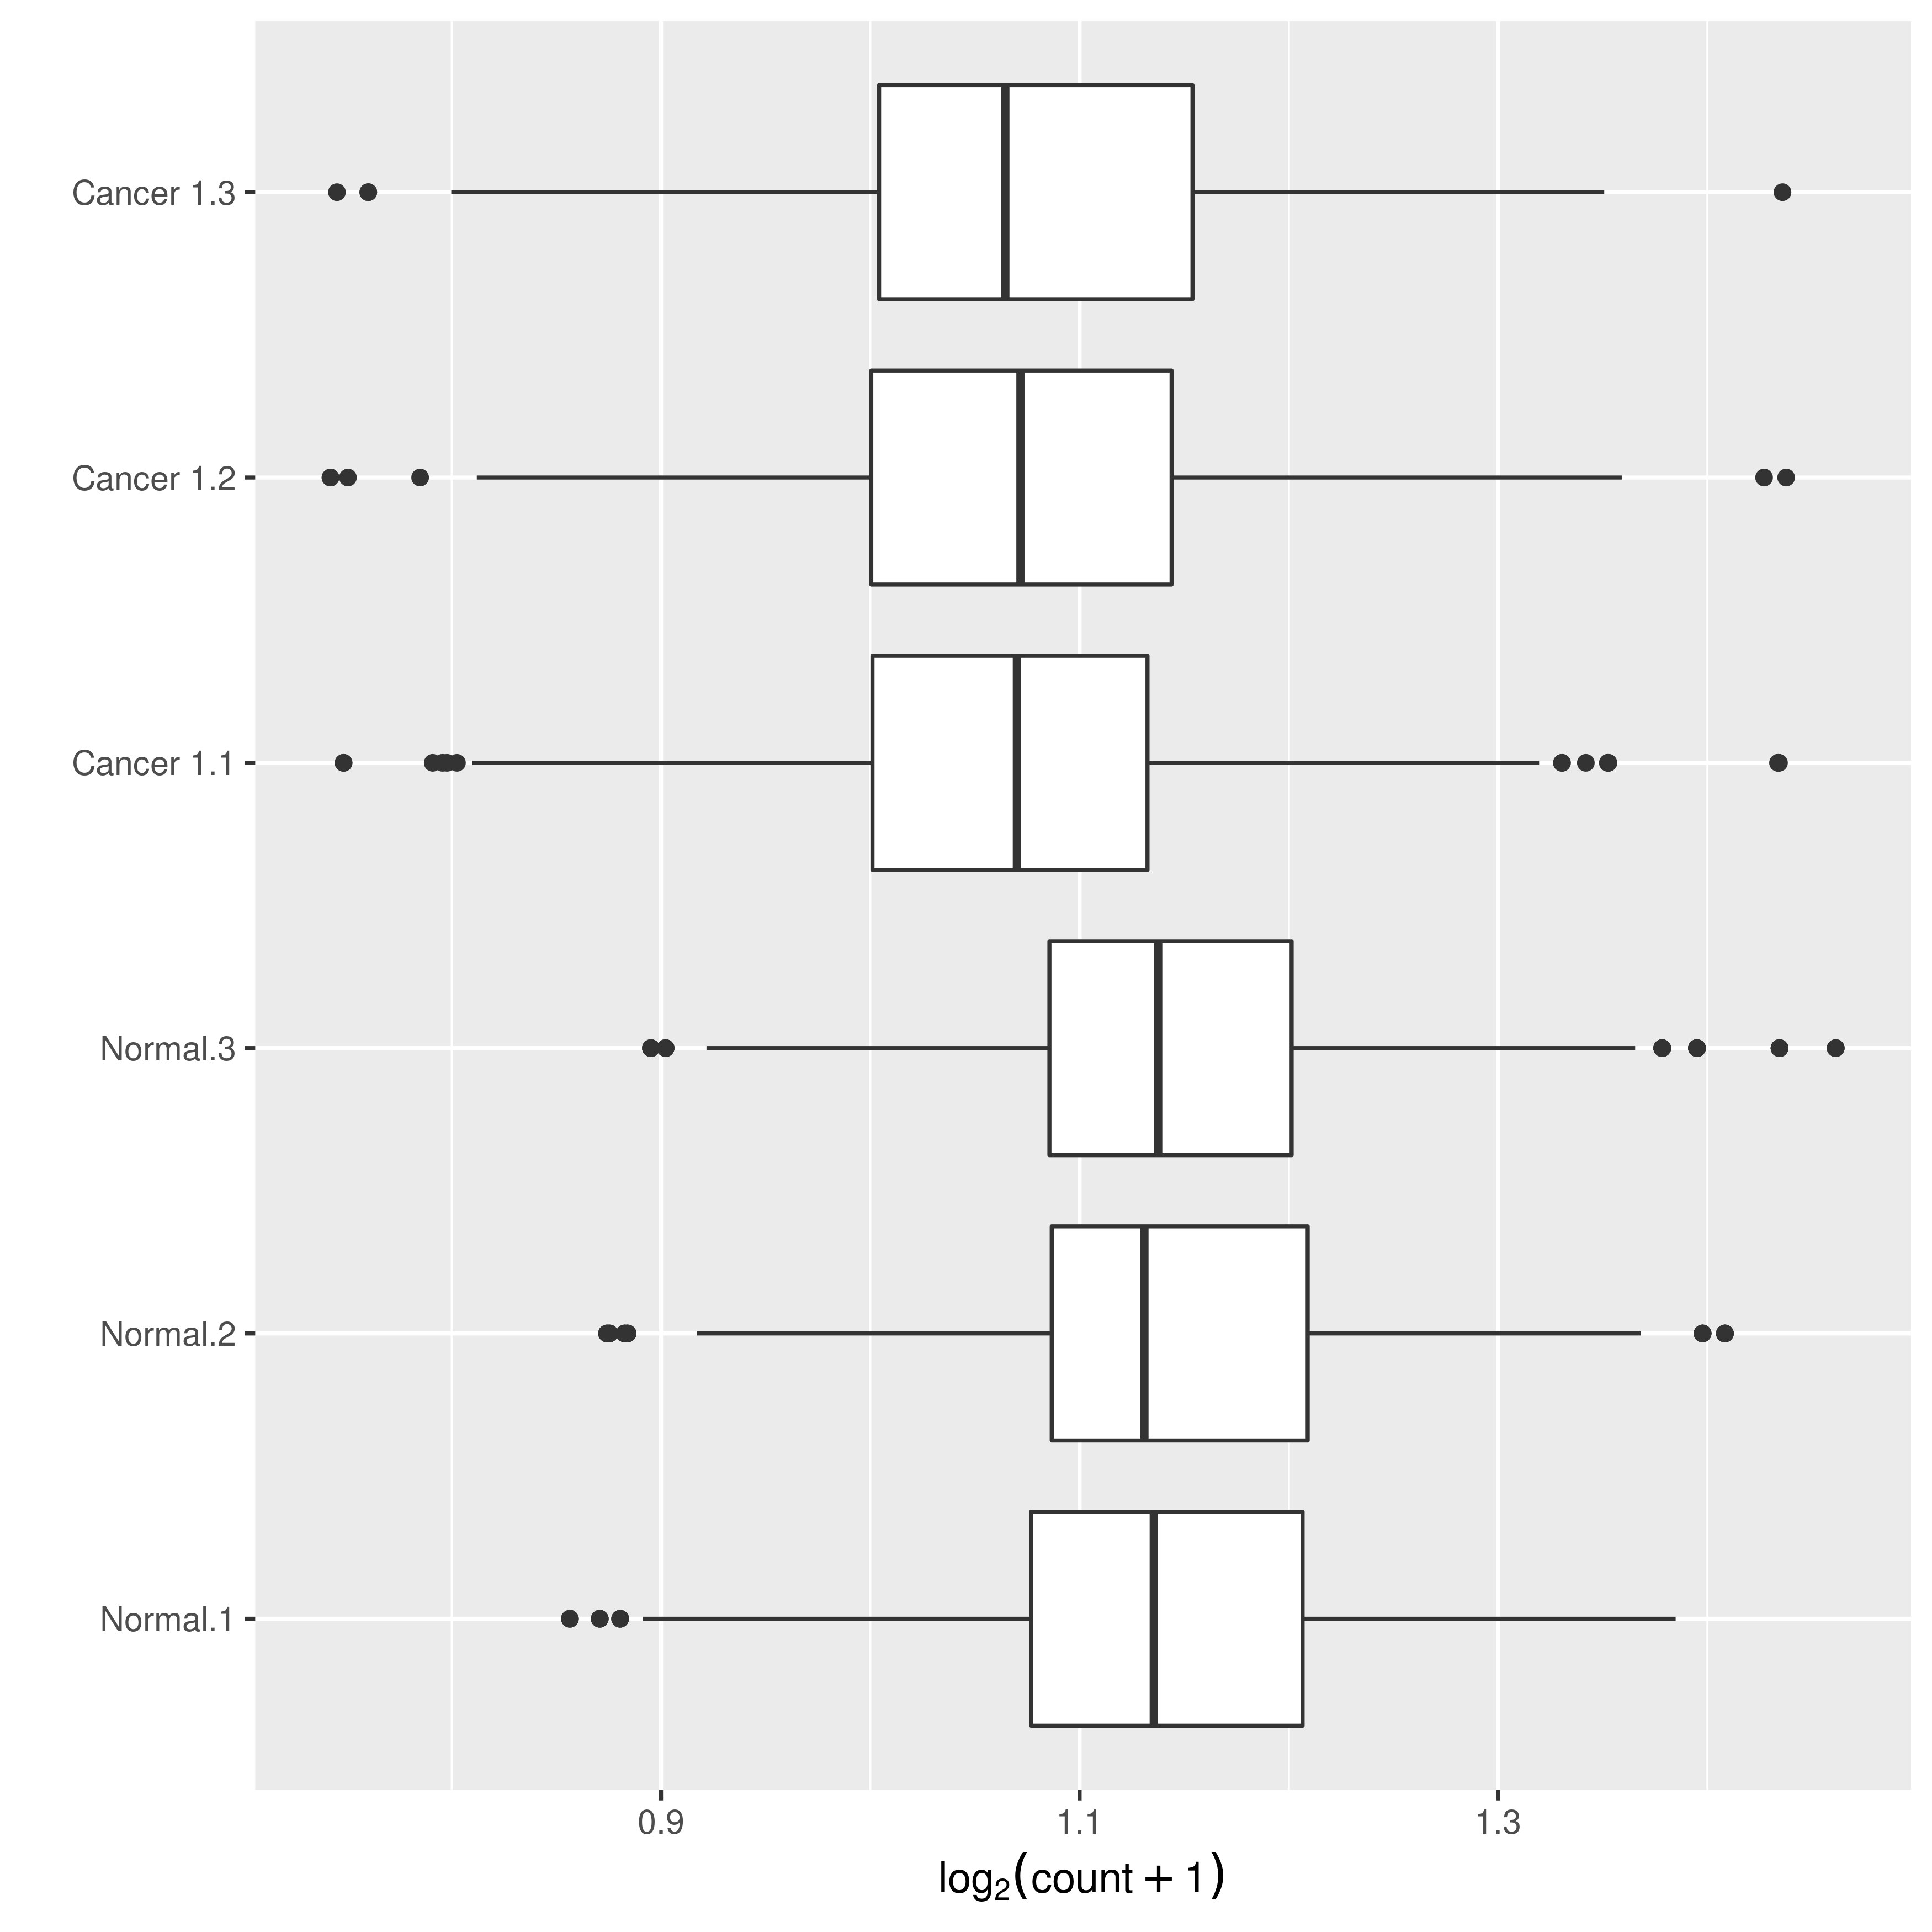 Cancer 1.3
Cancer 1.2
Cancer 1.1
Normal.3
Normal.2
Normal.1
0.9 1.1 1.3
log₂(count + 1)